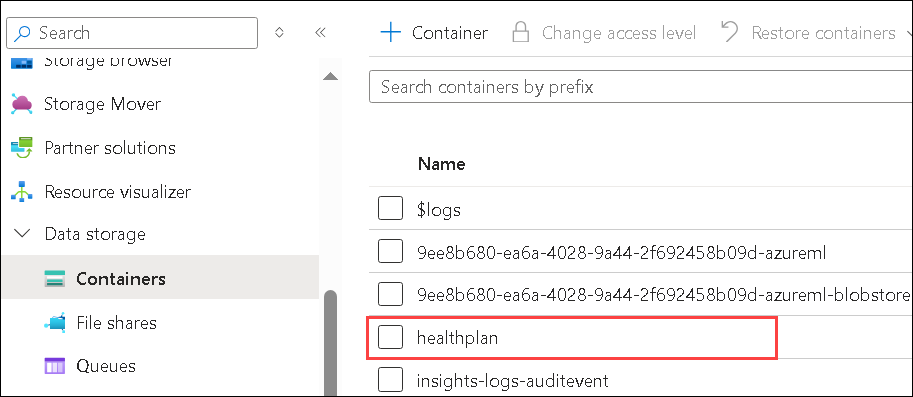 Search
Storage browser
Storage Mover
Partner solutions
Resource visualizer
Data storage
Containers
File shares
Queues
Container
Change access level
Restore containers
Search containers by prefix
Name
$logs
9ee8b680-ea6a-4028-9a44-2f692458b09d-azureml
9ee8b680-ea6a-4028-9a44-2f692458b09d-azureml-blobstore
healthplan
insights-logs-auditevent